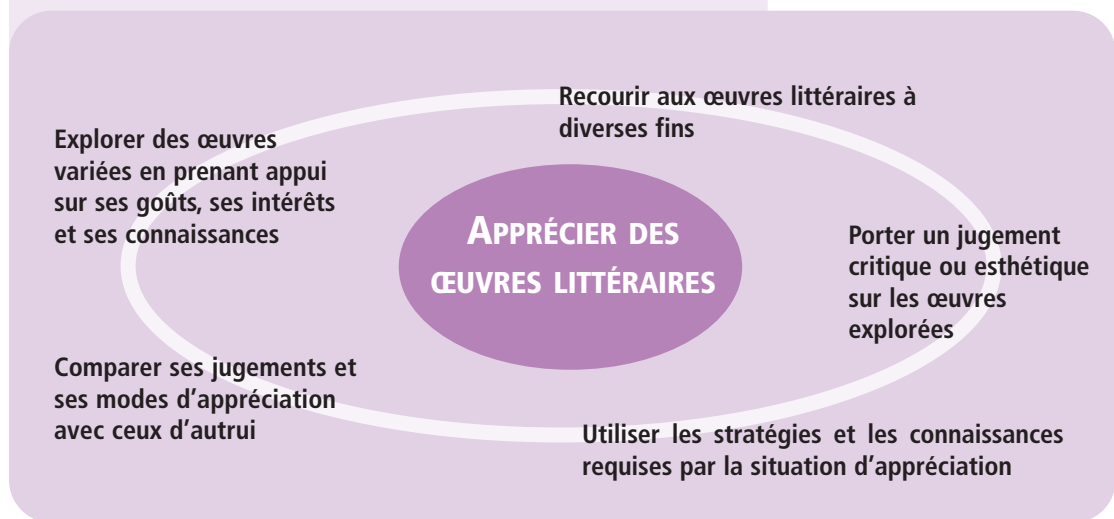 Recourir aux œuvres littéraires à
diverses fins
Explorer des œuvres
variées en prenant appui
sur ses goûts, ses intérêts
et ses connaissances
APPRÉCIER DES
ŒUVRES LITTÉRAIRES
Porter un jugement
critique ou esthétique
sur les œuvres
explorées
Comparer ses jugements et
ses modes d’appréciation
avec ceux d’autrui
Utiliser les stratégies et les connaissances
requises par la situation d’appréciation